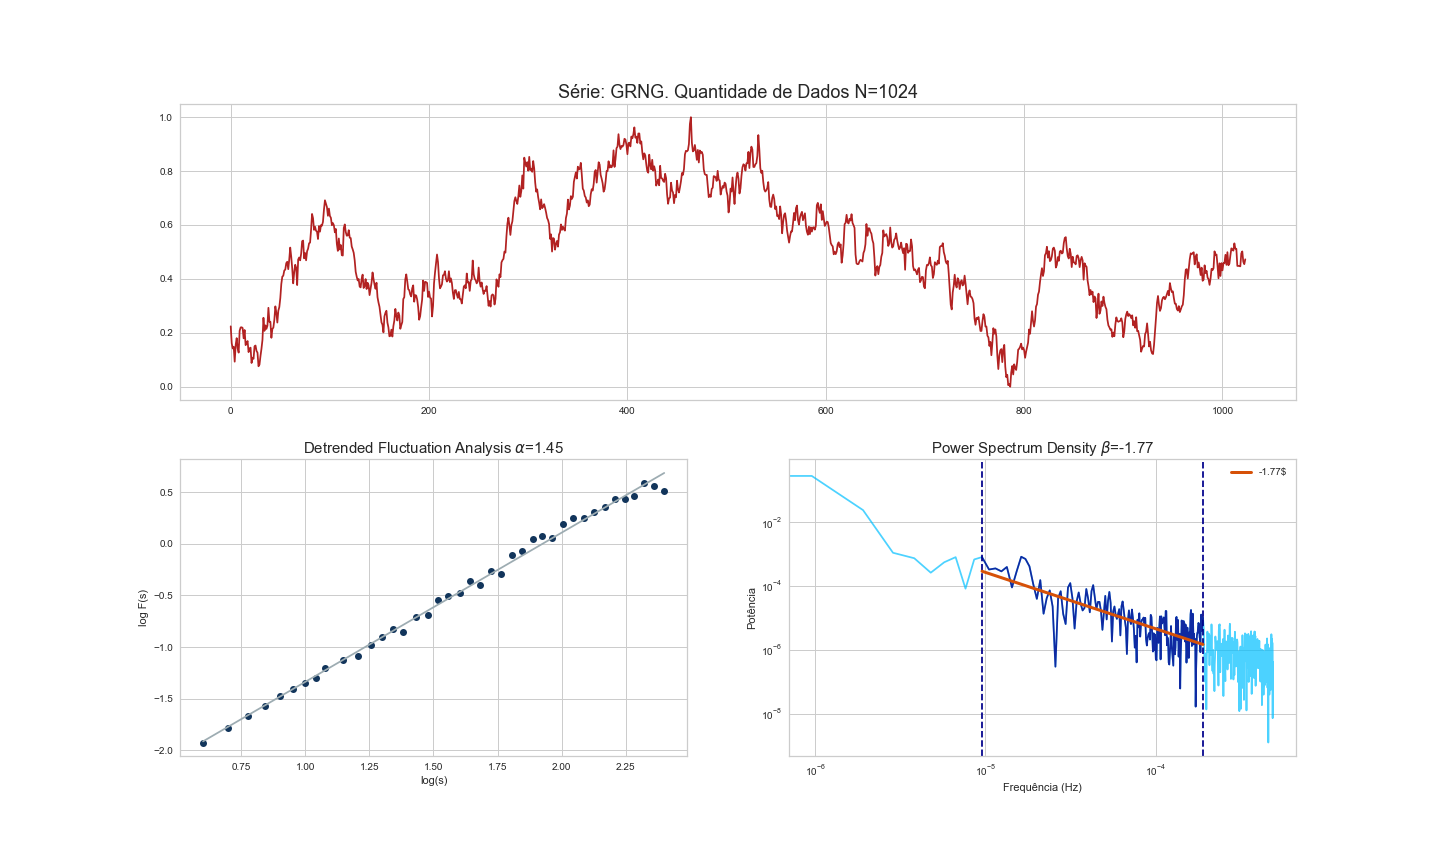 Série: GRNG. Quantidade de Dados N=1024
1.0
0.8
0.6
0.4
0.2
0.0
0 200 400 600 800 1000
Detrended Fluctuation Analysis α=1.45
log F(s)
0.5
0.0
−0.5
−1.0
−1.5
−2.0
0.75 1.00 1.25 1.50 1.75 2.00 2.25
log(s)
Power Spectrum Density β=-1.77
-1.77$
Potência
10⁻²
10⁻⁴
10⁻⁶
10⁻⁸
10⁻⁶ 10⁻⁵ 10⁻⁴
Frequência (Hz)